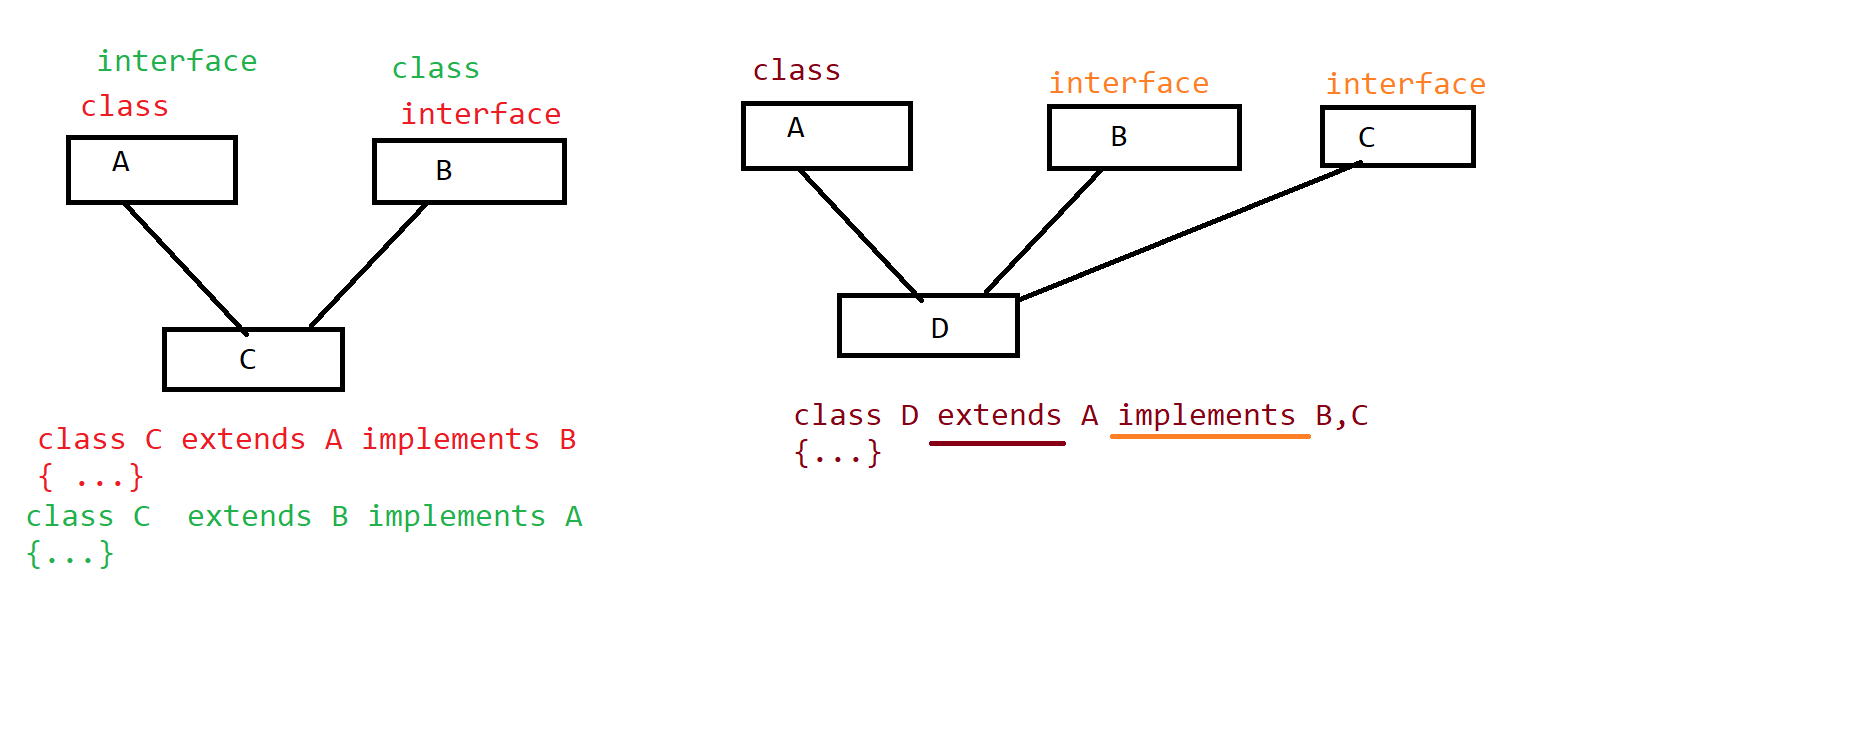 interface
class
class
interface
A
B
C
class C extends A implements B
{ ...}
class C  extends B implements A
{...}
class
interface
interface
A
B
C
D
class D extends A implements B,C
{...}